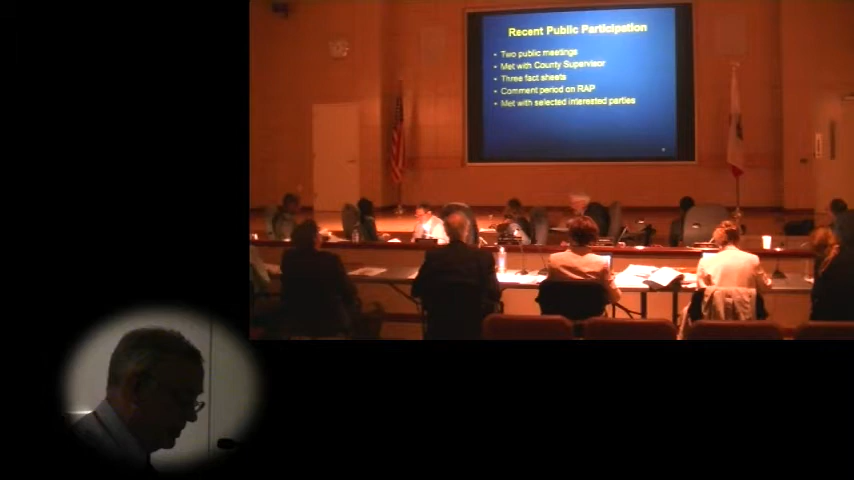 Recent Public Participation
• Two public meetings
• Met with County Supervisor
• Three fact sheets
• Comment period on RAP
• Met with selected interested parties